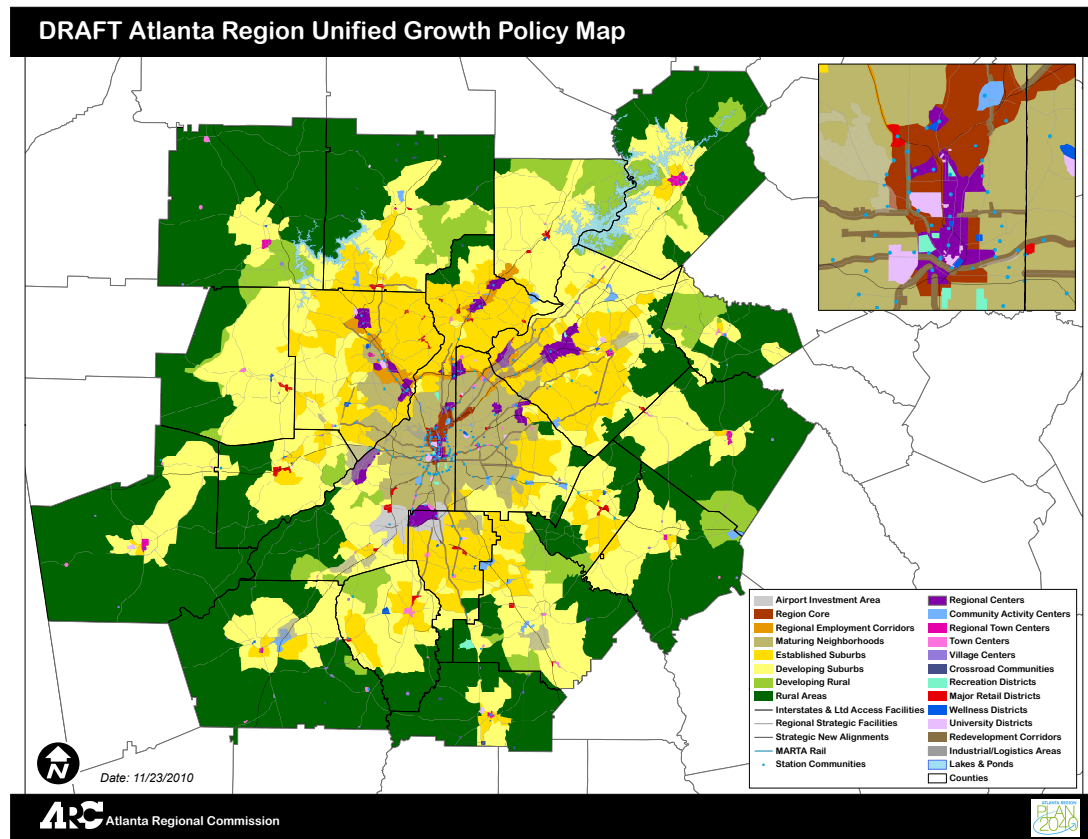 DRAFT Atlanta Region Unified Growth Policy Map
Airport Investment Area
Region Core
Regional Employment Corridors
Maturing Neighborhoods
Established Suburbs
Developing Suburbs
Developing Rural
Rural Areas
Interstates & Ltd Access Facilities
Regional Strategic Facilities
Strategic New Alignments
MARTA Rail
Station Communities
Regional Centers
Community Activity Centers
Regional Town Centers
Town Centers
Village Centers
Crossroad Communities
Recreation Districts
Major Retail Districts
Wellness Districts
University Districts
Redevelopment Corridors
Industrial/Logistics Areas
Lakes & Ponds
Counties
N
Date: 11/23/2010
ARC Atlanta Regional Commission
ATLANTA REGION
PLAN
2040